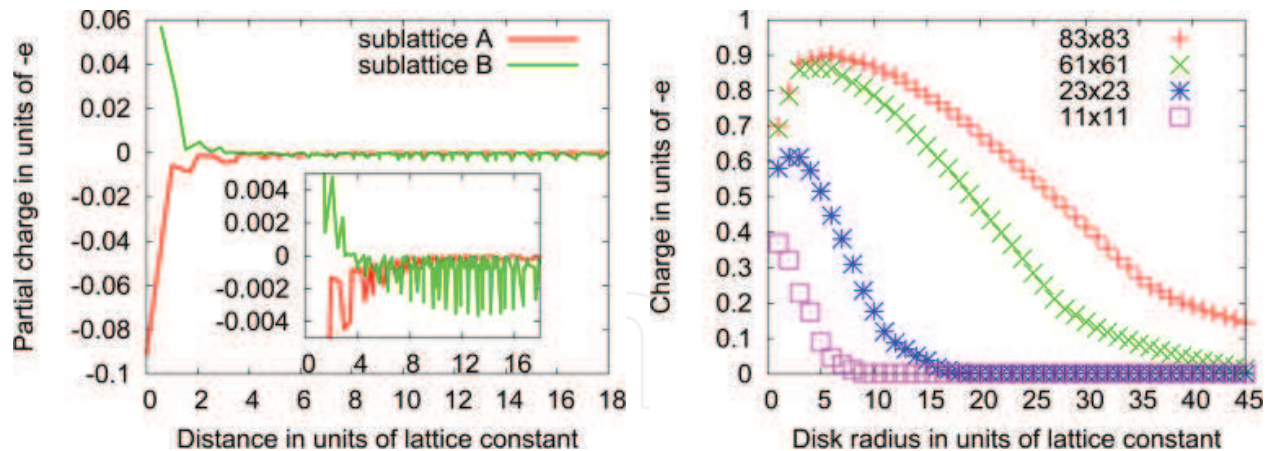 0.06
0.04
0.02
0
-0.02
-0.04
-0.06
-0.08
-0.1
Partial charge in units of -e
sublattice A
sublattice B
0.004
0.002
0
-0.002
-0.004
0 4 8 12 16
0 2 4 6 8 10 12 14 16 18
Distance in units of lattice constant
1
0.9
0.8
0.7
0.6
0.5
0.4
0.3
0.2
0.1
0
Charge in units of -e
83x83
61x61
23x23
11x11
0 5 10 15 20 25 30 35 40 45
Disk radius in units of lattice constant